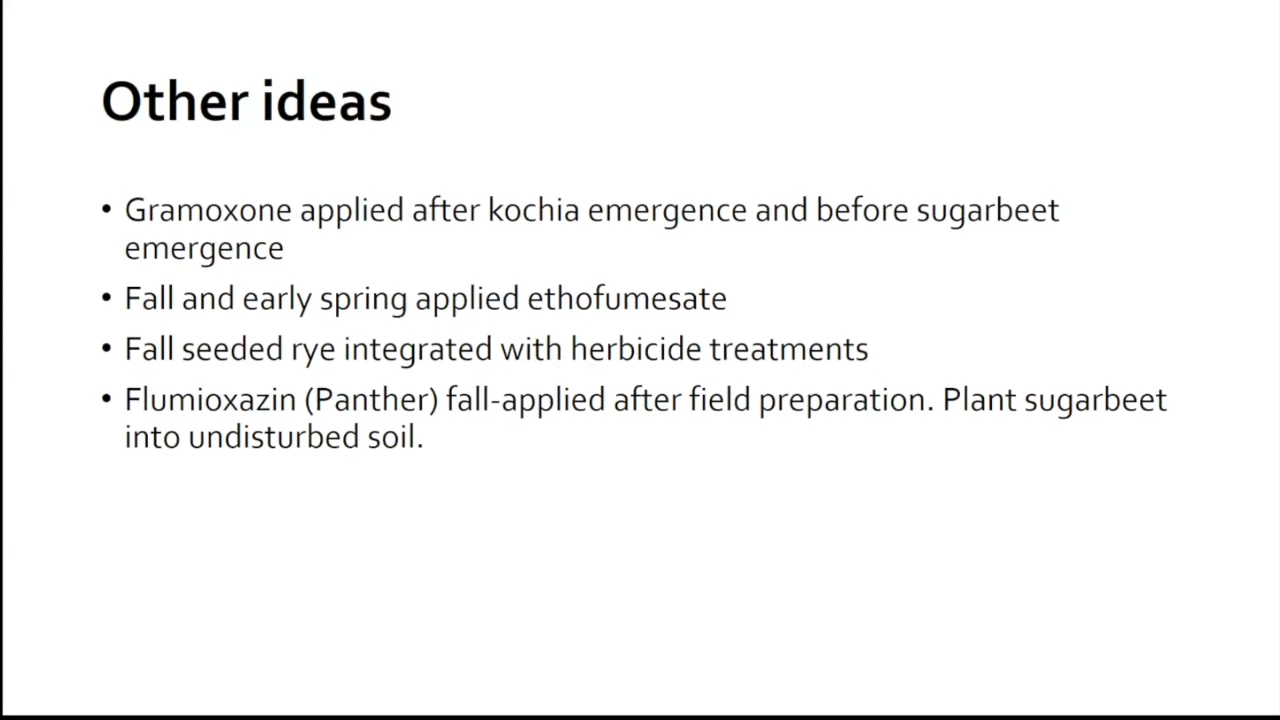 Other ideas
• Gramoxone applied after kochia emergence and before sugarbeet
emergence
• Fall and early spring applied ethofumesate
• Fall seeded rye integrated with herbicide treatments
• Flumioxazin (Panther) fall-applied after field preparation. Plant sugarbeet
into undisturbed soil.